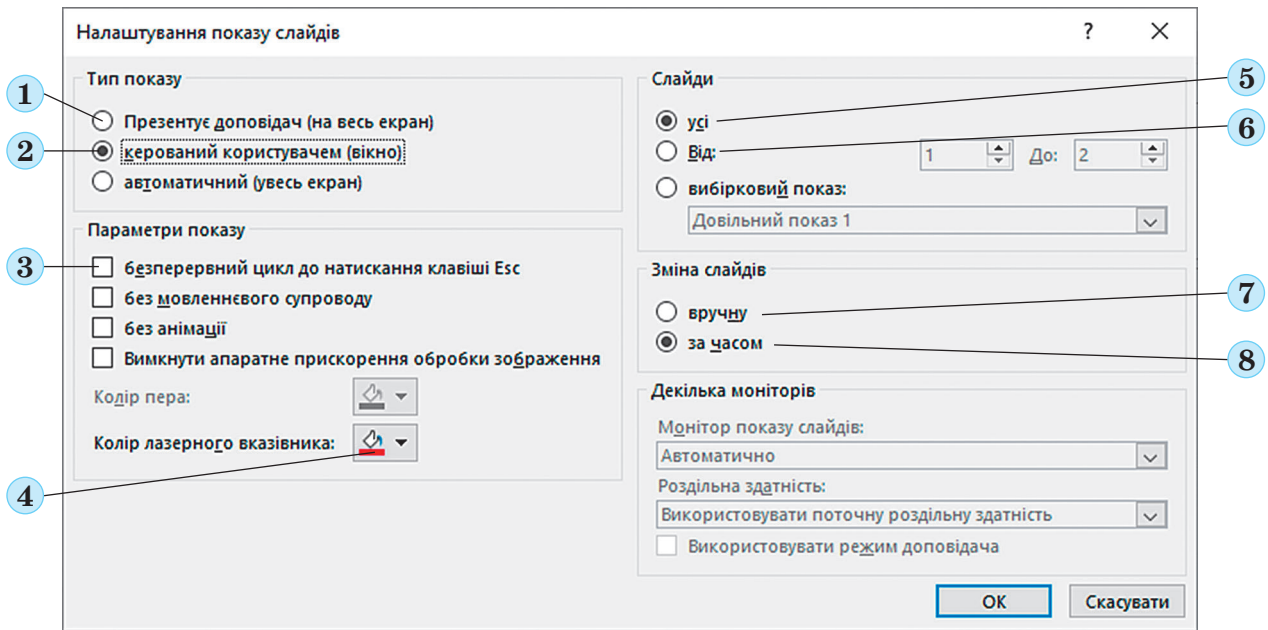 Налаштування показу слайдів ? ×
Тип показу
1
Презентує доповідач (на весь екран)
2
керований користувачем (вікно)
автоматичний (увесь екран)
Параметри показу
3
безперервний цикл до натискання клавіші Esc
без мовленнєвого супроводу
без анімації
Вимкнути апаратне прискорення обробки зображення
Колір пера:
Колір лазерного вказівника:
4
Слайди
5
усі
6
Від: 1 До: 2
вибірковий показ:
Довільний показ 1
Зміна слайдів
7
вручну
за часом
8
Декілька моніторів
Монітор показу слайдів:
Автоматично
Роздільна здатність:
Використовувати поточну роздільну здатність
Використовувати режим доповідача
ОК Скасувати